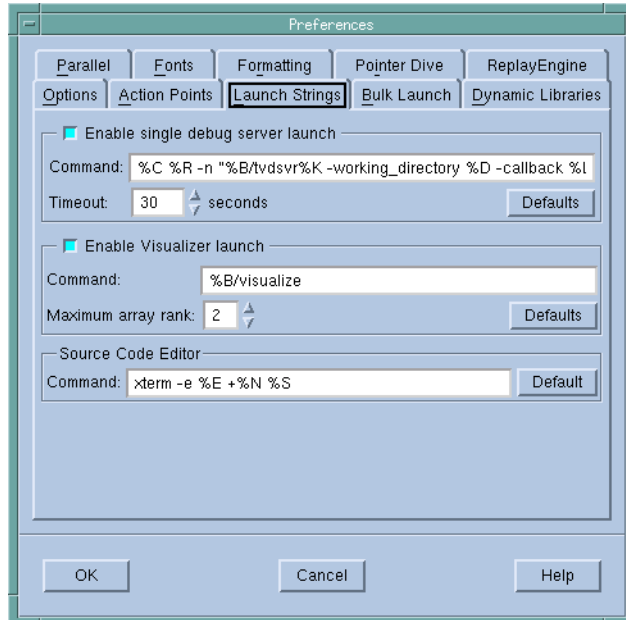 Preferences
Parallel Fonts Formatting Pointer Dive ReplayEngine
Options Action Points Launch Strings Bulk Launch Dynamic Libraries
Enable single debug server launch
Command: %C %R -n "%B/tvdsvr%K -working_directory %D -callback %L
Timeout: 30 seconds Defaults
Enable Visualizer launch
Command: %B/visualize
Maximum array rank: 2 Defaults
Source Code Editor
Command: xterm -e %E +%N %S Default
OK Cancel Help